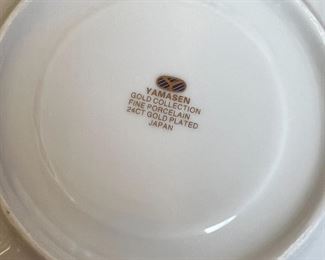 YAMASEN
GOLD COLLECTION
FINE PORCELAIN
24CT GOLD PLATED
JAPAN